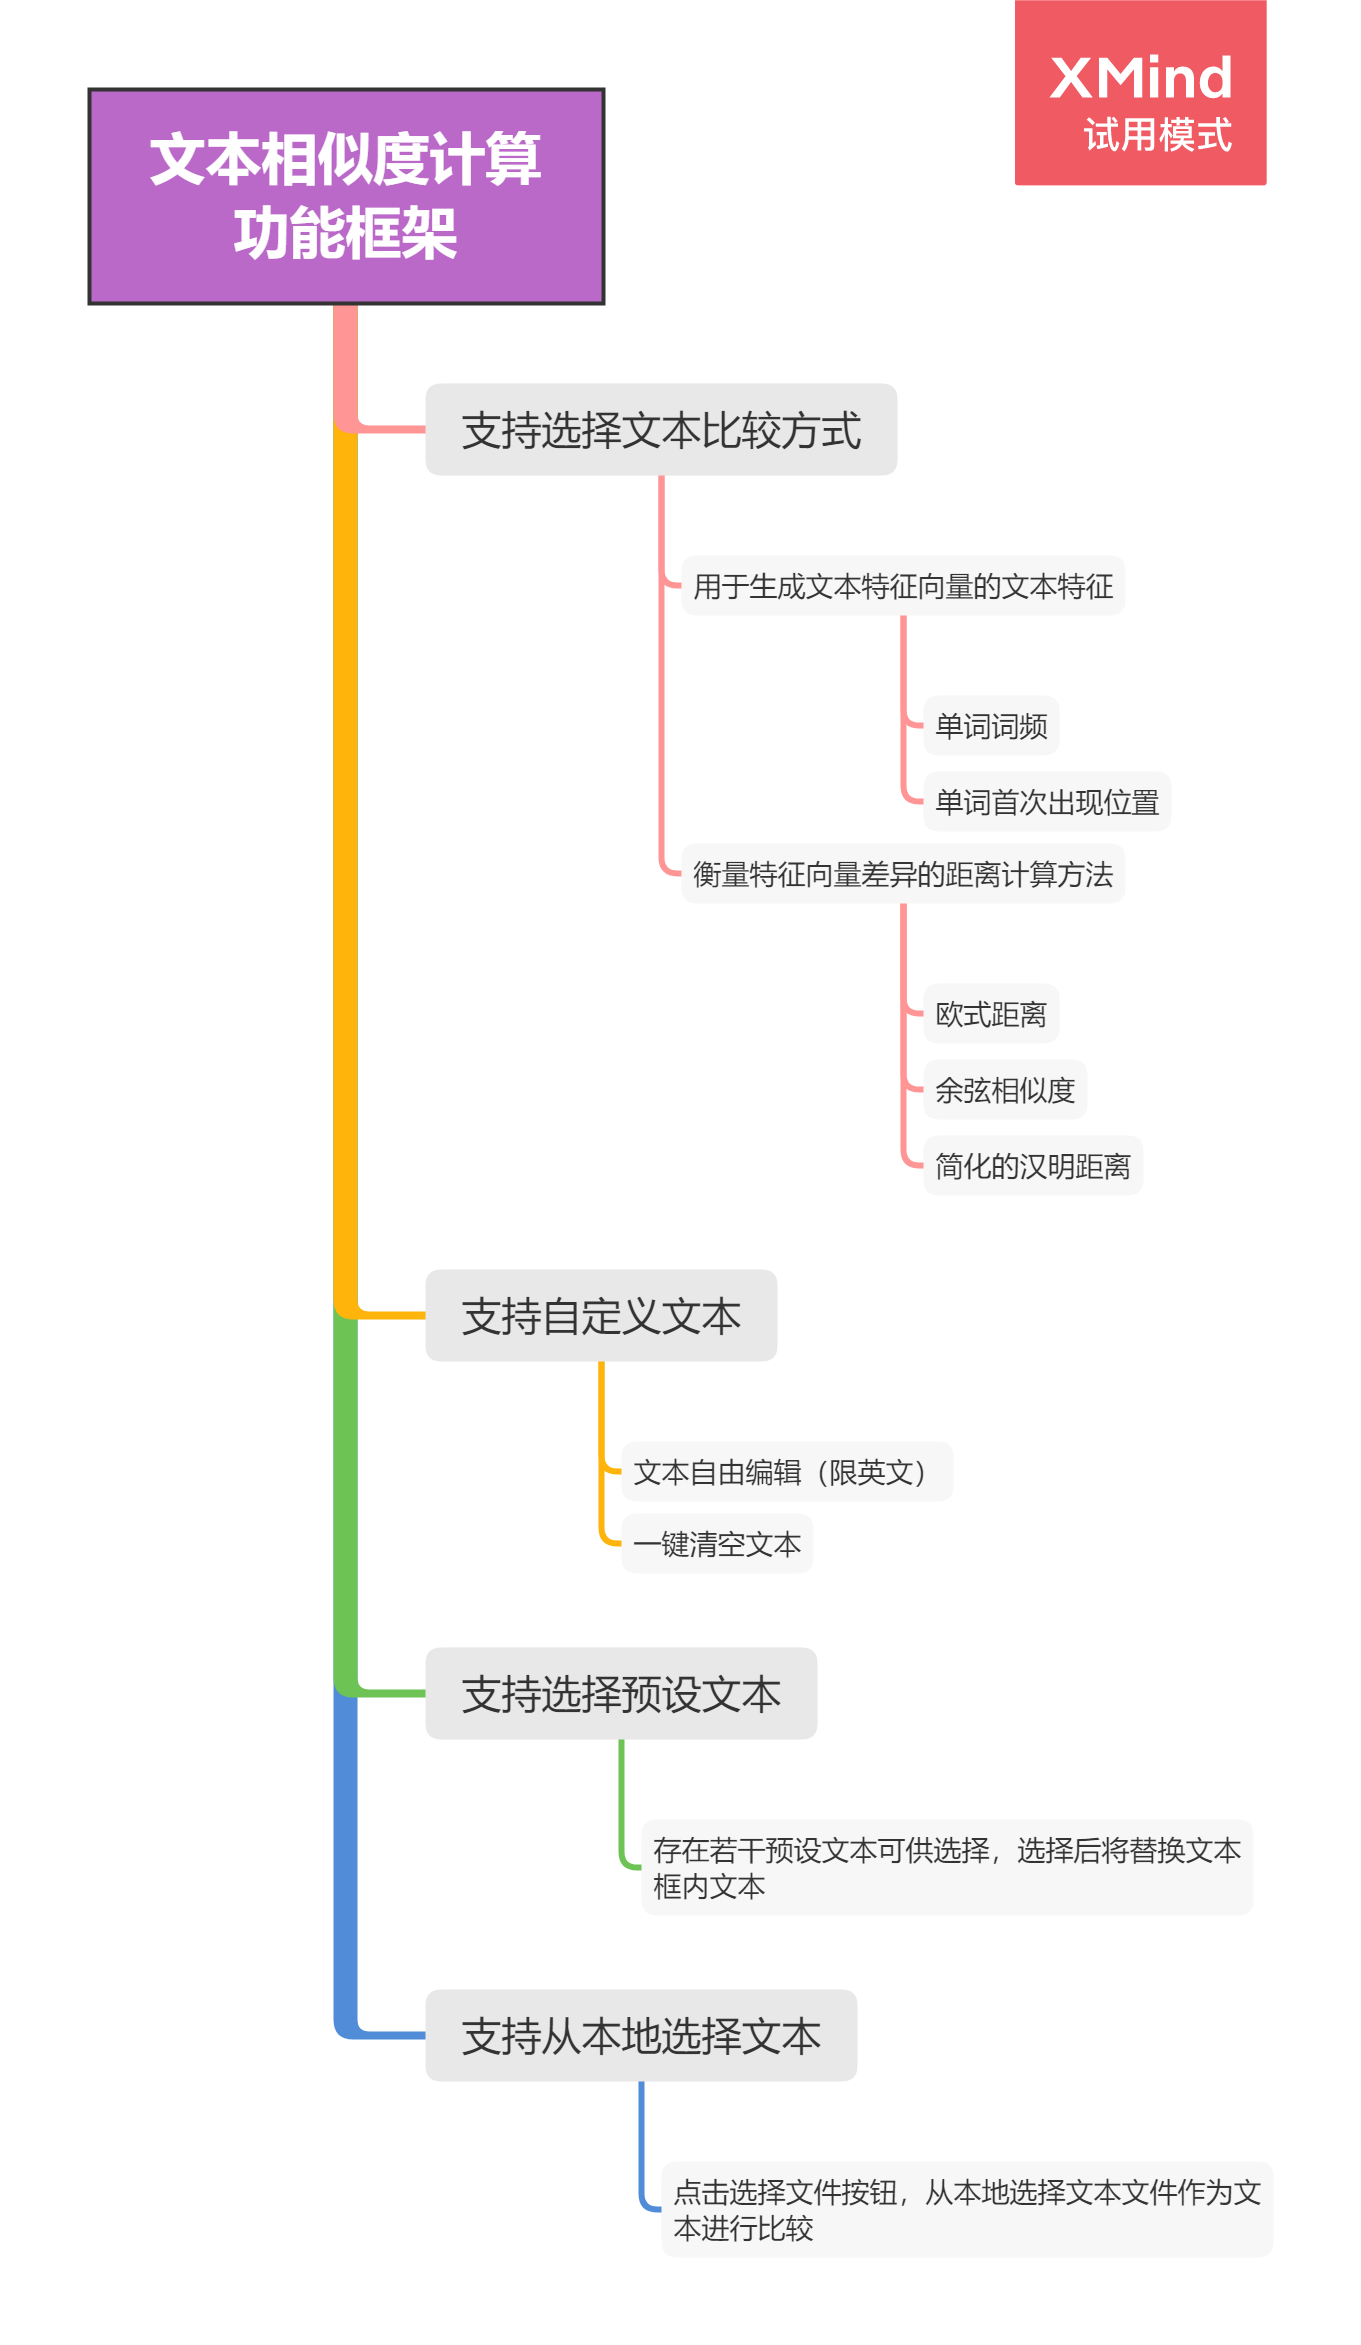 XMind
试用模式
文本相似度计算
功能框架
支持选择文本比较方式
用于生成文本特征向量的文本特征
单词词频
单词首次出现位置
衡量特征向量差异的距离计算方法
欧式距离
余弦相似度
简化的汉明距离
支持自定义文本
文本自由编辑（限英文）
一键清空文本
支持选择预设文本
存在若干预设文本可供选择，选择后将替换文本
框内文本
支持从本地选择文本
点击选择文件按钮，从本地选择文本文件作为文
本进行比较